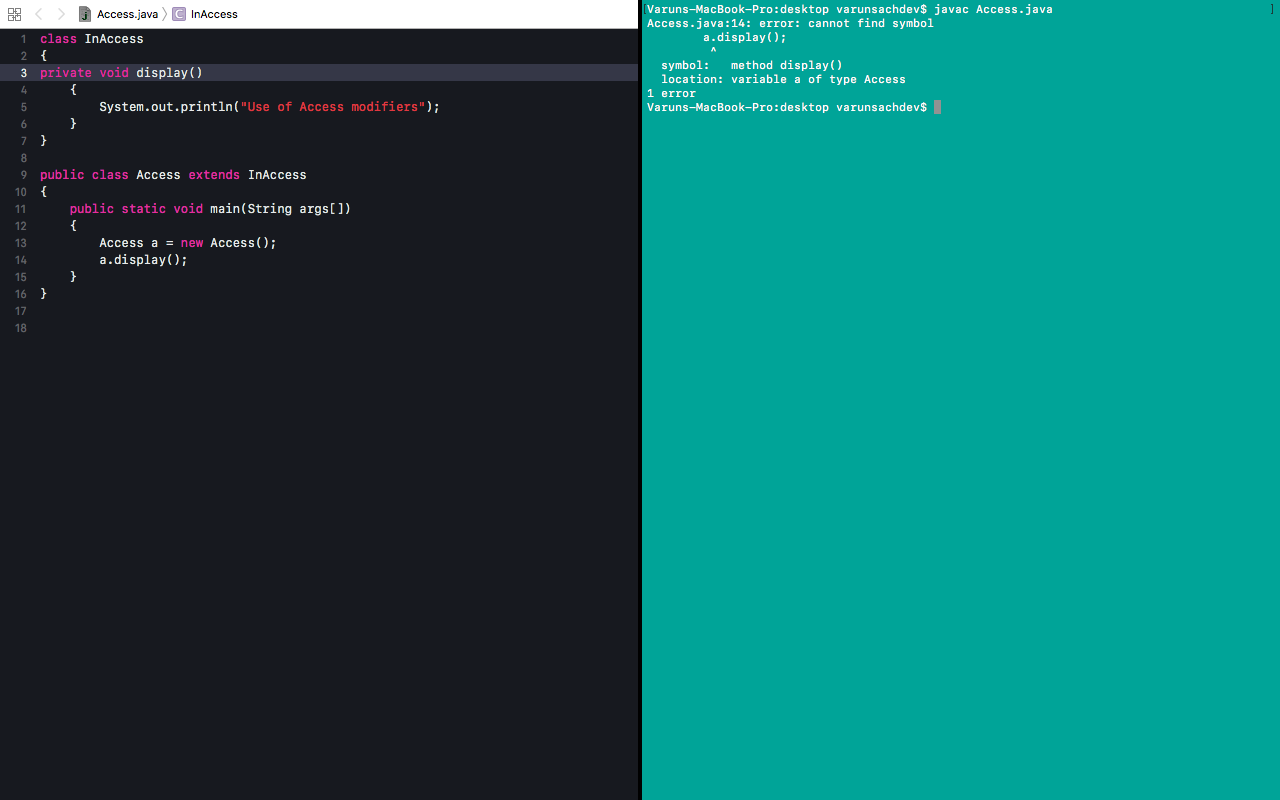 Access.java 〉 C InAccess
1 class InAccess
2 {
3 private void display()
4     {
5         System.out.println("Use of Access modifiers");
6     }
7 }
8
9 public class Access extends InAccess
10 {
11     public static void main(String args[])
12     {
13         Access a = new Access();
14         a.display();
15     }
16 }
17
18
[Varuns—MacBook—Pro:desktop varunsachdev$ javac Access.java ]
Access.java:14: error: cannot find symbol
        a.display();
         ^
  symbol:   method display()
  location: variable a of type Access
1 error
Varuns—MacBook—Pro:desktop varunsachdev$